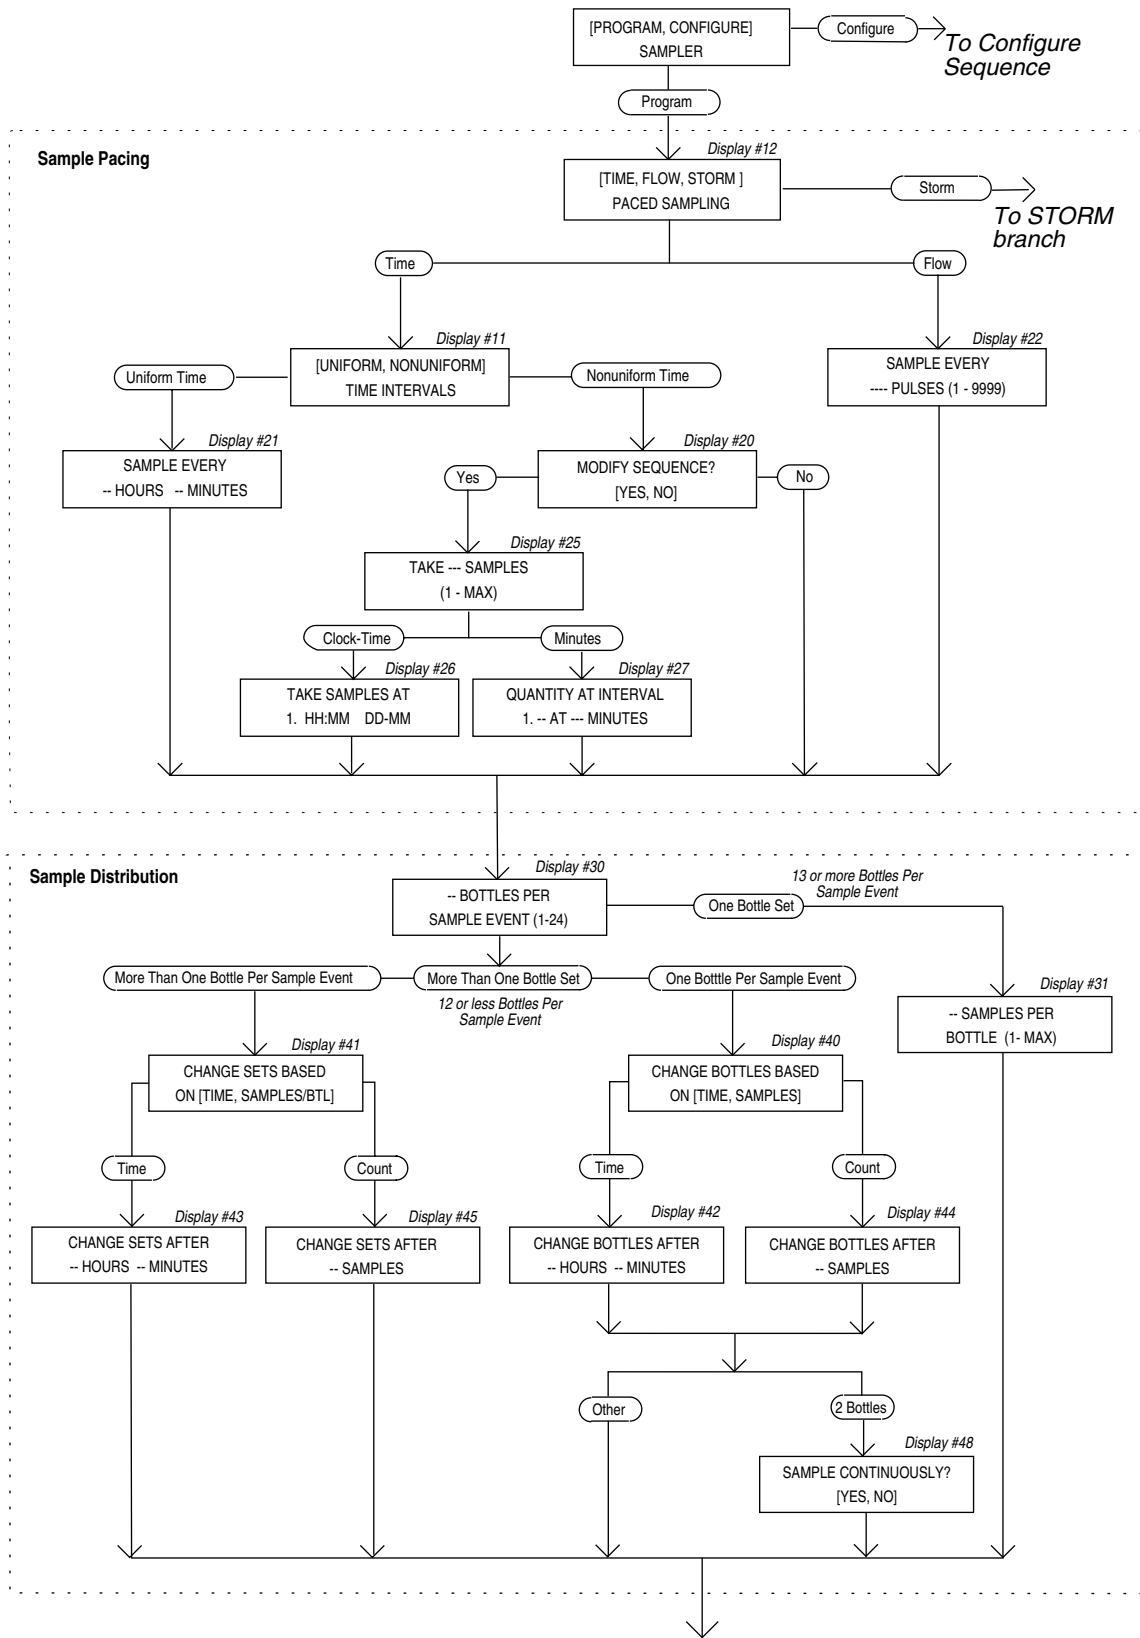 [PROGRAM, CONFIGURE]
SAMPLER
Configure
To Configure
Sequence
Program
Sample Pacing
Display #12
[TIME, FLOW, STORM ]
PACED SAMPLING
Storm
To STORM
branch
Time
Flow
Display #11
[UNIFORM, NONUNIFORM]
TIME INTERVALS
Display #22
SAMPLE EVERY
---- PULSES (1 - 9999)
Uniform Time
Nonuniform Time
Display #21
SAMPLE EVERY
-- HOURS -- MINUTES
Display #20
MODIFY SEQUENCE?
[YES, NO]
Yes
No
Display #25
TAKE --- SAMPLES
(1 - MAX)
Clock-Time
Minutes
Display #26
TAKE SAMPLES AT
1. HH:MM DD-MM
Display #27
QUANTITY AT INTERVAL
1. -- AT --- MINUTES
Sample Distribution
Display #30
-- BOTTLES PER
SAMPLE EVENT (1-24)
One Bottle Set
13 or more Bottles Per
Sample Event
More Than One Bottle Per Sample Event
More Than One Bottle Set
One Botttle Per Sample Event
12 or less Bottles Per
Sample Event
Display #31
-- SAMPLES PER
BOTTLE (1- MAX)
Display #41
CHANGE SETS BASED
ON [TIME, SAMPLES/BTL]
Display #40
CHANGE BOTTLES BASED
ON [TIME, SAMPLES]
Time
Count
Time
Count
Display #43
CHANGE SETS AFTER
-- HOURS -- MINUTES
Display #45
CHANGE SETS AFTER
-- SAMPLES
Display #42
CHANGE BOTTLES AFTER
-- HOURS -- MINUTES
Display #44
CHANGE BOTTLES AFTER
-- SAMPLES
Other
2 Bottles
Display #48
SAMPLE CONTINUOUSLY?
[YES, NO]